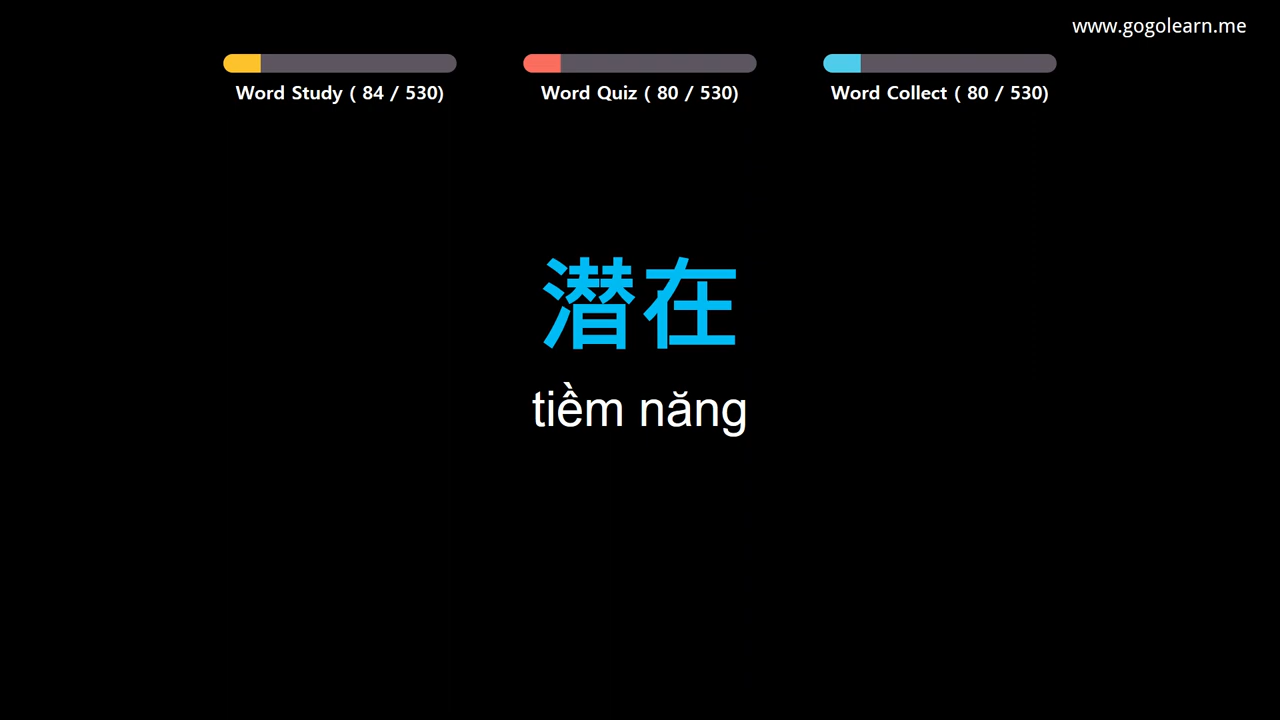 www.gogolearn.me
Word Study ( 84 / 530)
Word Quiz ( 80 / 530)
Word Collect ( 80 / 530)
潜在
tiềm năng